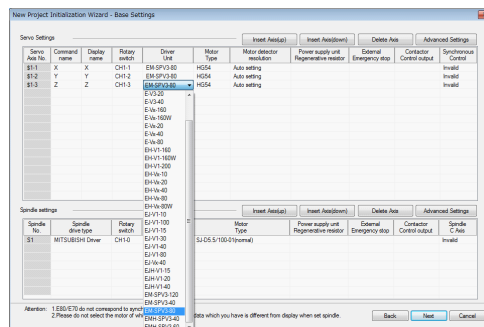 New Project Initialization Wizard - Base Settings
Servo Settings
Insert Axis(up) Insert Axis(down) Delete Axis Advanced Settings
Servo Axis No. Command name Display name Rotary switch Driver Unit Motor Type Motor detector resolution Power supply unit Regenerative resistor External Emergency stop Contactor Control output Synchronous Control
$1-1 X X CH1-1 EM-SPV3-80 HG54 Auto setting Invalid
$1-2 Y Y CH1-2 EM-SPV3-80 HG54 Auto setting Invalid
$1-3 Z Z CH1-3 EM-SPV3-80 HG54 Auto setting Invalid
E-V3-20
E-V3-40
E-Vx-160
E-Vx-160W
E-Vx-20
E-Vx-40
E-Vx-80
EH-V1-160
EH-V1-160W
EH-V1-200
EH-Vx-10
EH-Vx-20
EH-Vx-40
EH-Vx-80
EH-Vx-80W
EJ-V1-10
EJ-V1-100
EJ-V1-15
EJ-V1-30
EJ-V1-40
EJ-V1-80
EJ-Vx-40
EJH-V1-15
EJH-V1-20
EJH-V1-40
EM-SPV3-120
EM-SPV3-40
EM-SPV3-80
EMH-SPV3-40
Spindle settings
Insert Axis(up) Insert Axis(down) Delete Axis Advanced Settings
Spindle No. Spindle drive type Rotary switch Motor Type Power supply unit Regenerative resistor External Emergency stop Contactor Control output Spindle C Axis
S1 MITSUBISHI Driver CH1-0 SJ-D5.5/100-01(normal) Invalid
Attention: 1.E80/E70 do not correspond to
2.Please do not select the motor of data which you have is different from display when set spindle.
Back Next Cancel